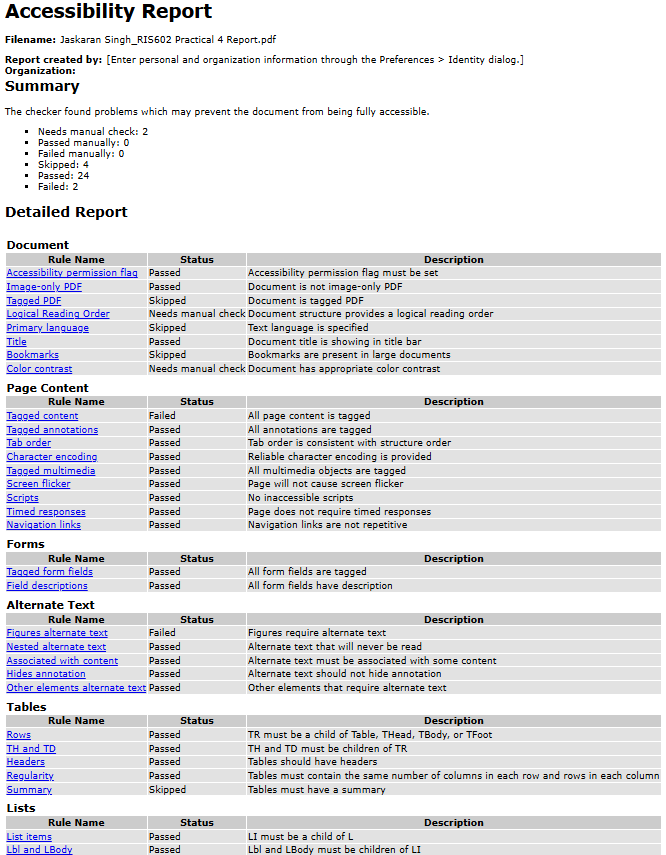 Accessibility Report
Filename: Jaskaran Singh_RIS602 Practical 4 Report.pdf
Report created by: [Enter personal and organization information through the Preferences > Identity dialog.]
Organization:
Summary
The checker found problems which may prevent the document from being fully accessible.
Needs manual check: 2
Passed manually: 0
Failed manually: 0
Skipped: 4
Passed: 24
Failed: 2
Detailed Report
Document
Rule Name Status Description
Accessibility permission flag Passed Accessibility permission flag must be set
Image-only PDF Passed Document is not image-only PDF
Tagged PDF Skipped Document is tagged PDF
Logical Reading Order Needs manual check Document structure provides a logical reading order
Primary language Skipped Text language is specified
Title Passed Document title is showing in title bar
Bookmarks Skipped Bookmarks are present in large documents
Color contrast Needs manual check Document has appropriate color contrast
Page Content
Rule Name Status Description
Tagged content Failed All page content is tagged
Tagged annotations Passed All annotations are tagged
Tab order Passed Tab order is consistent with structure order
Character encoding Passed Reliable character encoding is provided
Tagged multimedia Passed All multimedia objects are tagged
Screen flicker Passed Page will not cause screen flicker
Scripts Passed No inaccessible scripts
Timed responses Passed Page does not require timed responses
Navigation links Passed Navigation links are not repetitive
Forms
Rule Name Status Description
Tagged form fields Passed All form fields are tagged
Field descriptions Passed All form fields have description
Alternate Text
Rule Name Status Description
Figures alternate text Failed Figures require alternate text
Nested alternate text Passed Alternate text that will never be read
Associated with content Passed Alternate text must be associated with some content
Hides annotation Passed Alternate text should not hide annotation
Other elements alternate text Passed Other elements that require alternate text
Tables
Rule Name Status Description
Rows Passed TR must be a child of Table, THead, TBody, or TFoot
TH and TD Passed TH and TD must be children of TR
Headers Passed Tables should have headers
Regularity Passed Tables must contain the same number of columns in each row and rows in each column
Summary Skipped Tables must have a summary
Lists
Rule Name Status Description
List items Passed LI must be a child of L
Lbl and LBody Passed Lbl and LBody must be children of LI